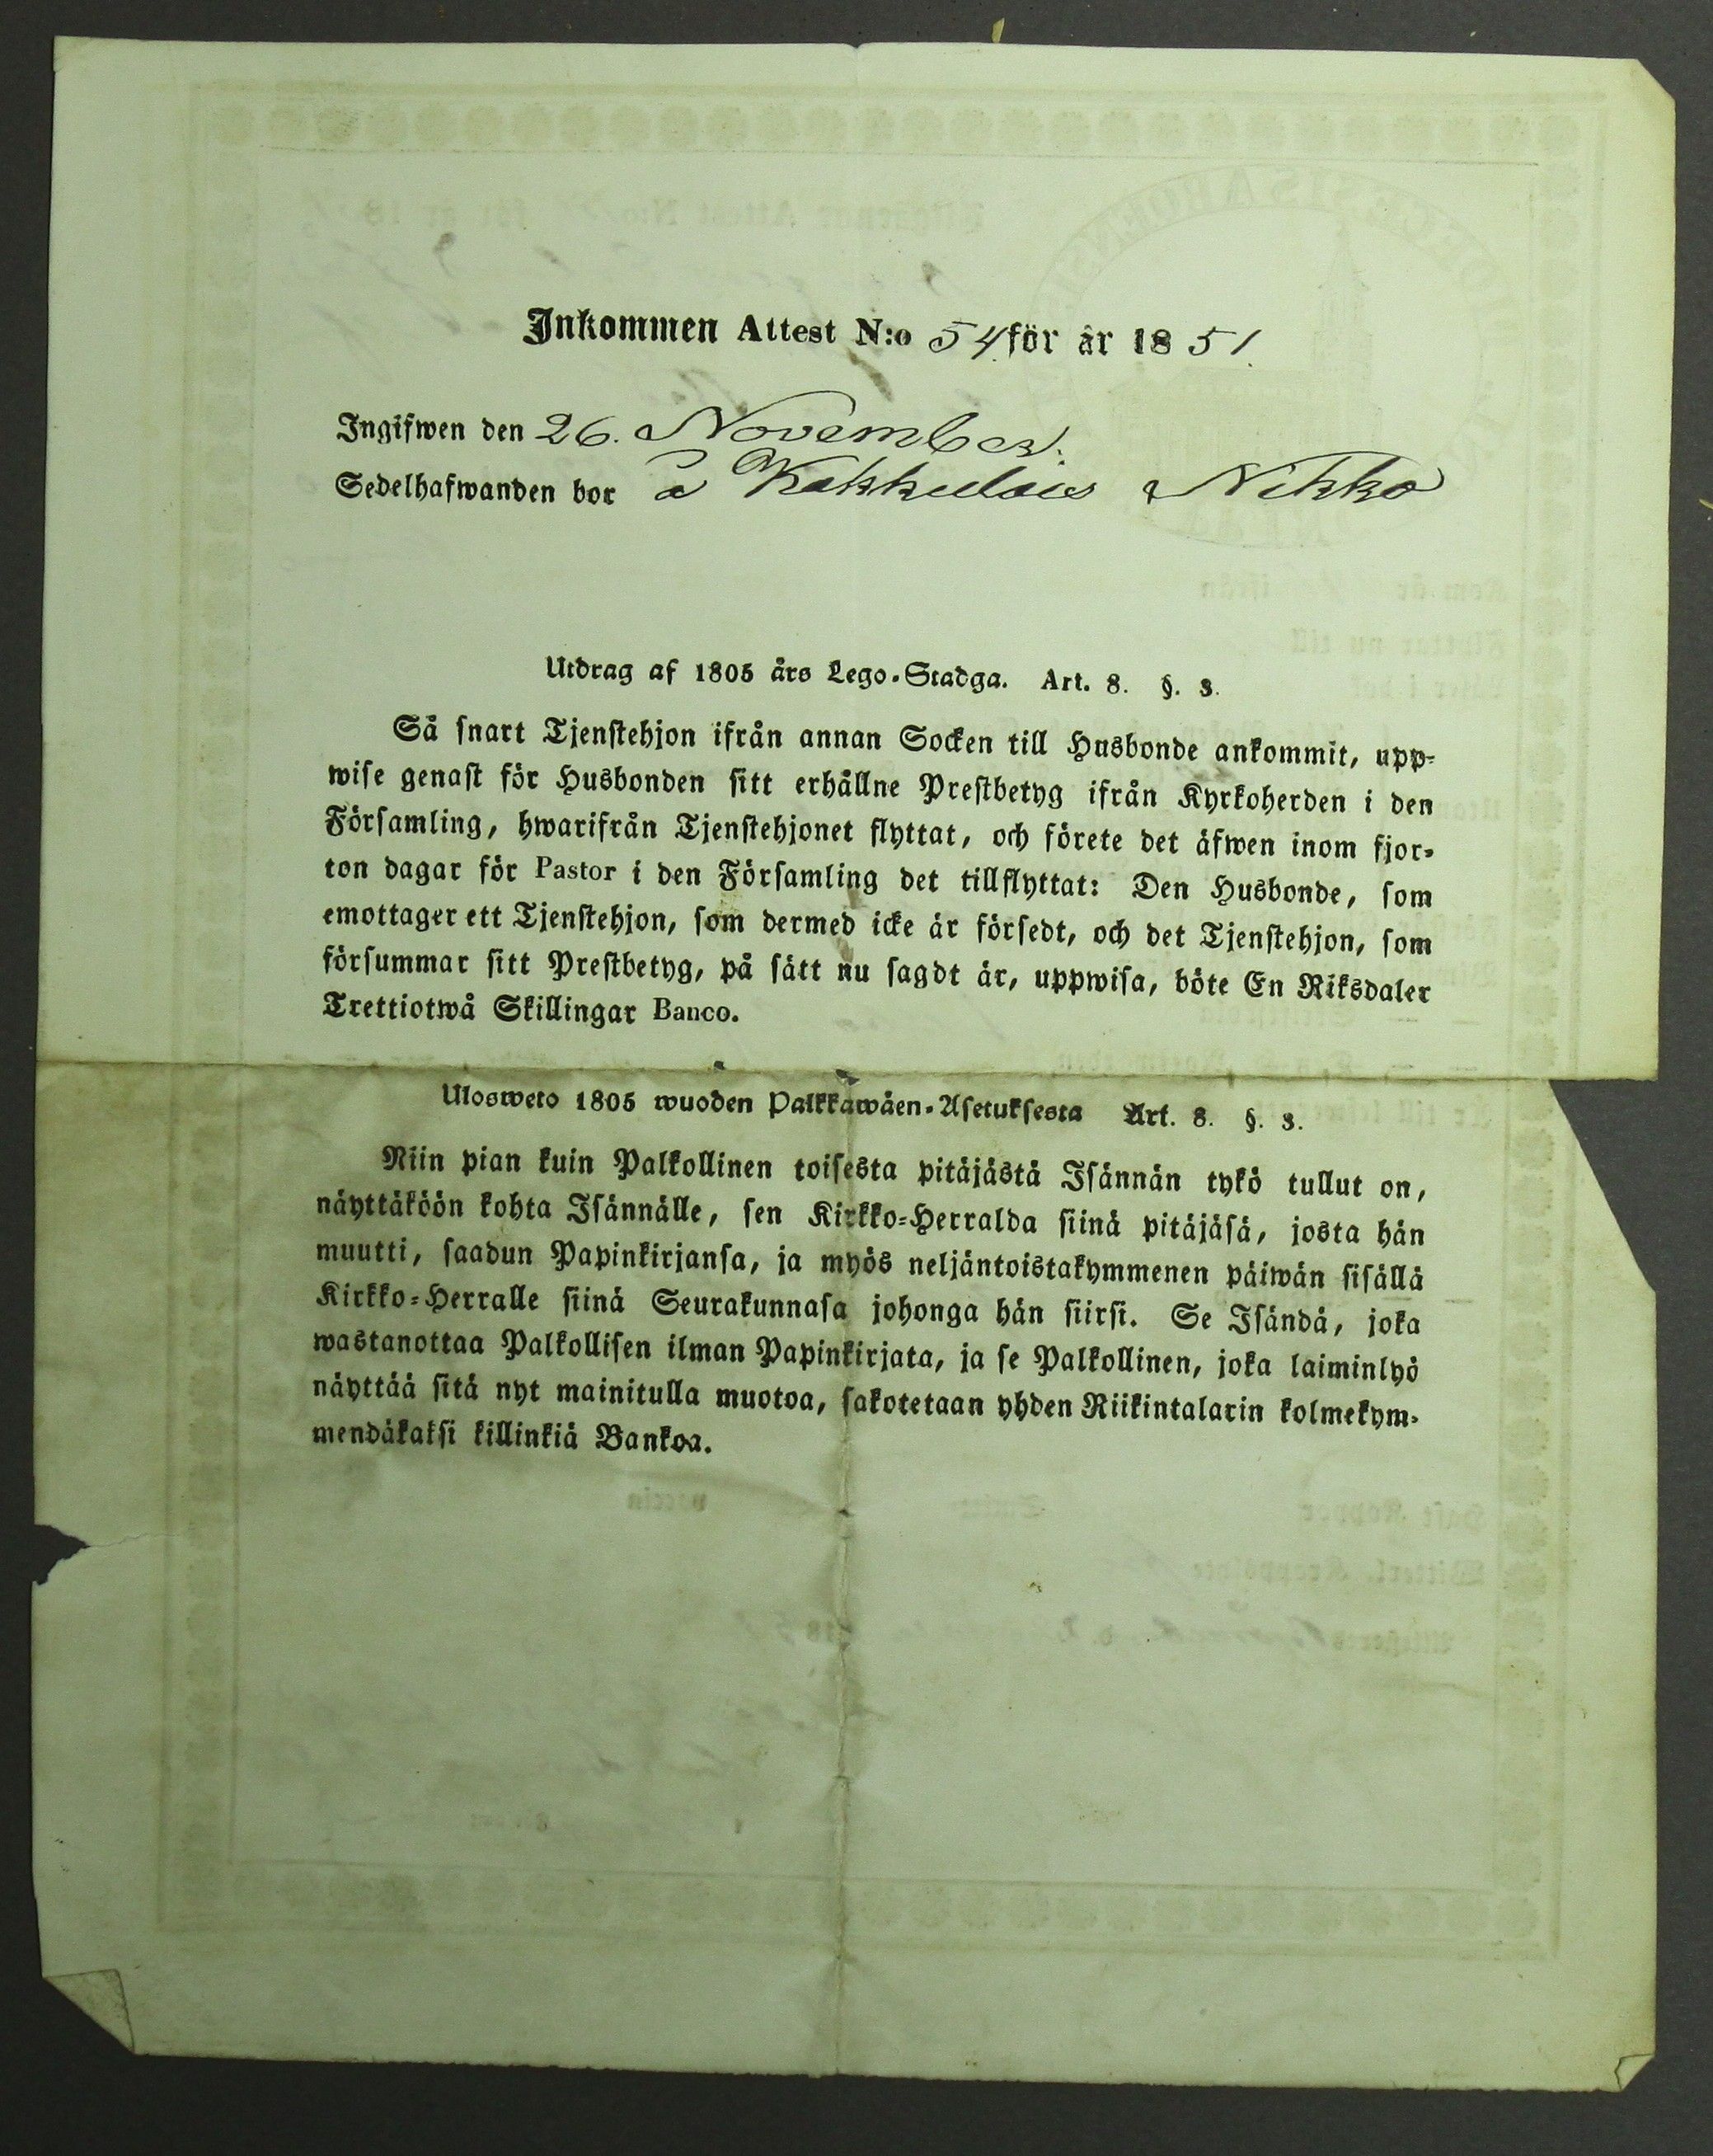 Inkommen Attest N:o 54 för år 1851.
Ingifwen den 26. November.
Sedelhafwanden bor å Kakkulais Nikko
Utdrag af 1805 års Lego-Stadga. Art. 8. §. 3.
Så snart Tjenstehjon ifrån annan Socken till Husbonde ankommit, upp-
wise genast för Husbonden sitt erhållne Prestbetyg ifrån Kyrkoherden i den
Församling, hwarifrån Tjenstehjonet flyttat, och förete det äfwen inom fjor-
ton dagar för Pastor i den Församling det tillflyttat: Den Husbonde, som
emottager ett Tjenstehjon, som dermed icke är försedt, och det Tjenstehjon, som
försummar sitt Prestbetyg, på sätt nu sagdt är, uppwisa, böte En Riksdaler
Trettiotwå Skillingar Banco.
Ulosweto 1805 wuoden Palkkawäen-Asetuksesta Art. 8. §. 3.
Niin pian kuin Palkollinen toisesta pitäjästä Isännän tykö tullut on,
näyttäköön kohta Isännälle, sen Kirkko-Herralda siinä pitäjäsä, josta hän
muutti, saadun Papinkirjansa, ja myös neljäntoistakymmenen päiwän sisällä
Kirkko-Herralle siinä Seurakunnasa johonga hän siirsi. Se Isändä, joka
wastanottaa Palkollisen ilman Papinkirjata, ja se Palkollinen, joka laiminlyö
näyttää sitä nyt mainitulla muotoa, sakotetaan yhden Riikintalarin kolmekym-
mendäkaksi killinkiä Bankoa.